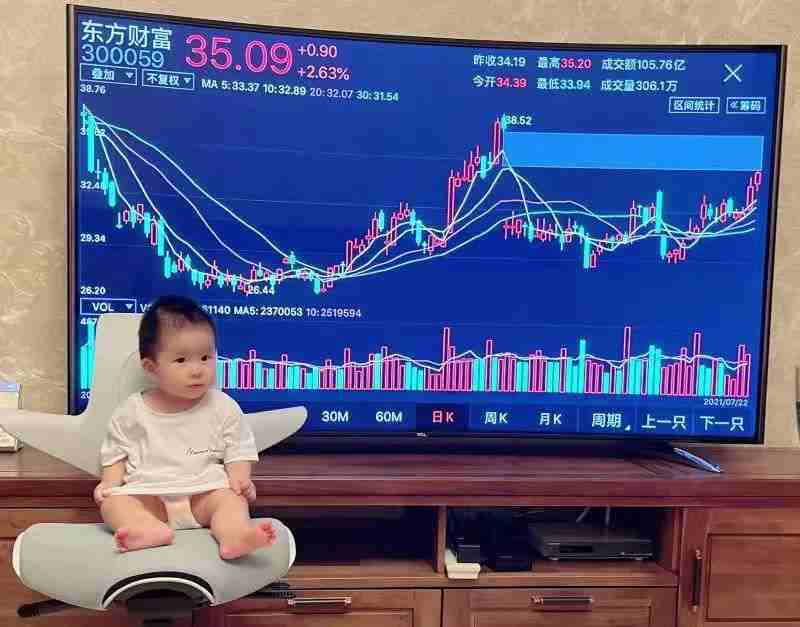 东方财富
300059
35.09
+0.90
+2.63%
昨收34.19 最高35.20 成交额105.76亿
今开34.39 最低33.94 成交量306.1万
叠加 不复权 MA 5:33.37 10:32.89 20:32.07 30:31.54
区间统计 筹码
38.76
38.52
32.48
29.34
26.44
26.20
VOL 1140 MA5:2370053 10:2519594
2021/07/22
30M 60M 日K 周K 月K 周期 上一只 下一只
TCL